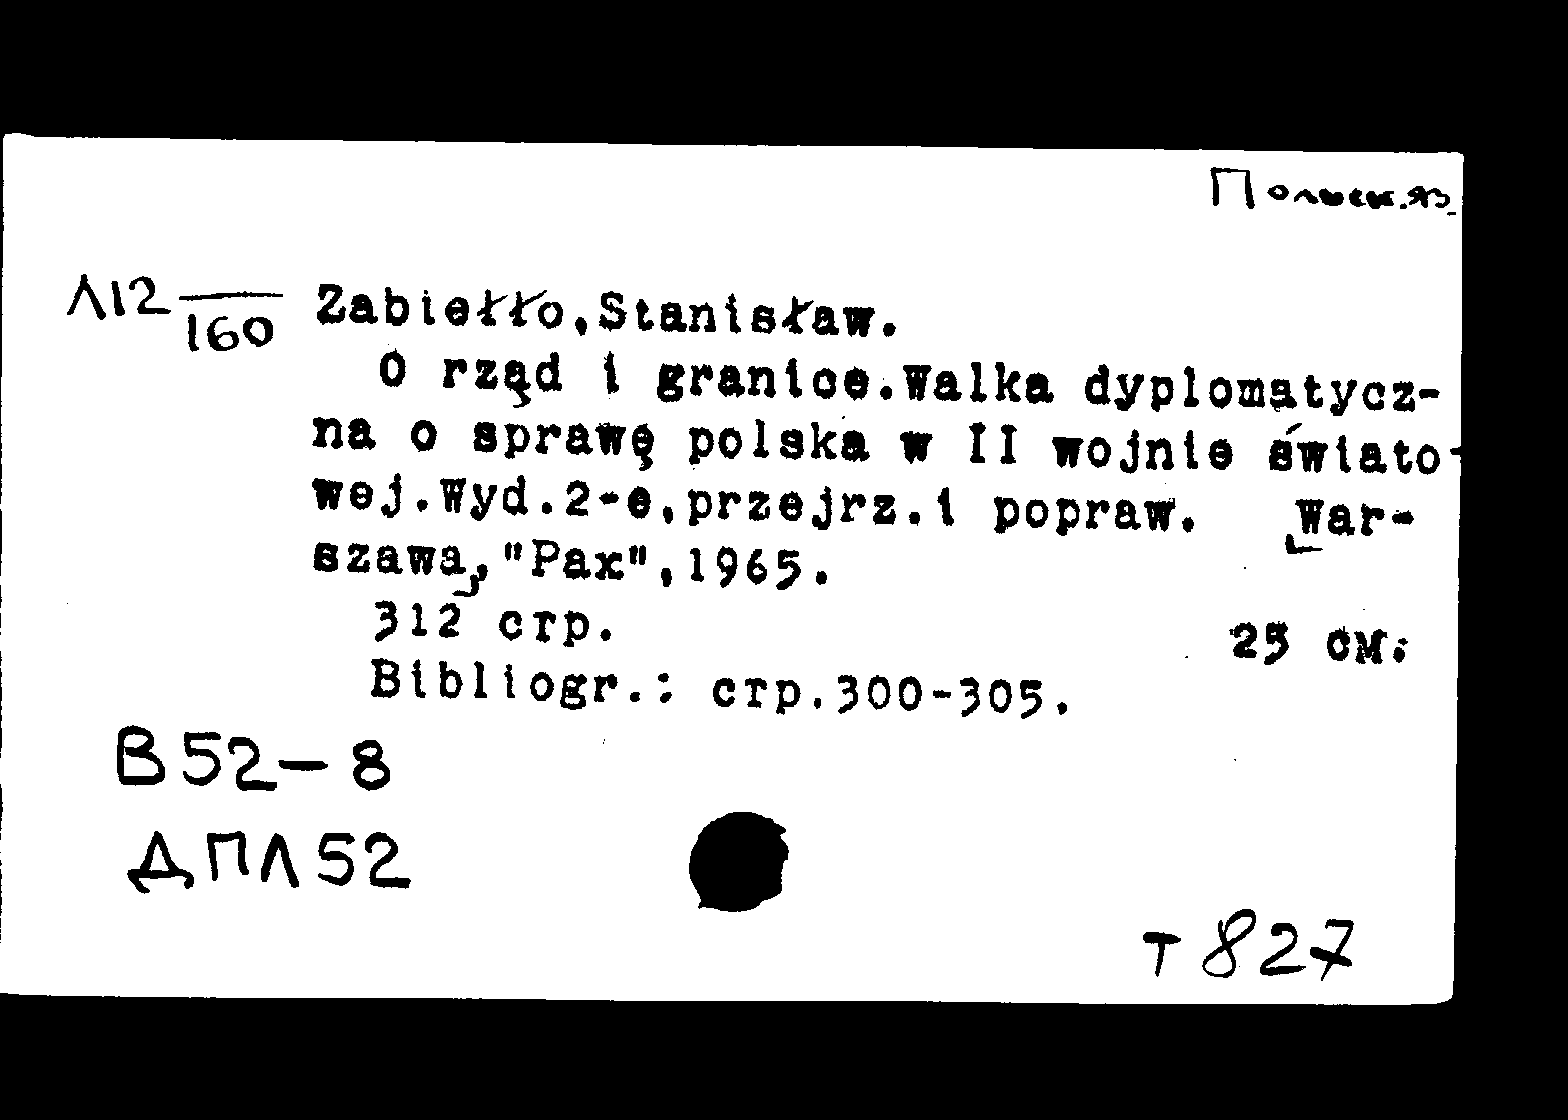 Польск.яз.
Л12 Zabiełło,Stanisław.
160
O rząd i granice.Walka dyplomatycz-
na o sprawę polska w II wojnie świato-
wej.Wyd.2-e,przejrz.i popraw. War-
szawa,"Pax",1965.
312 стр. 25 см.
Bibliogr.: стр.300-305.
В52-8
ДПЛ52
т 827